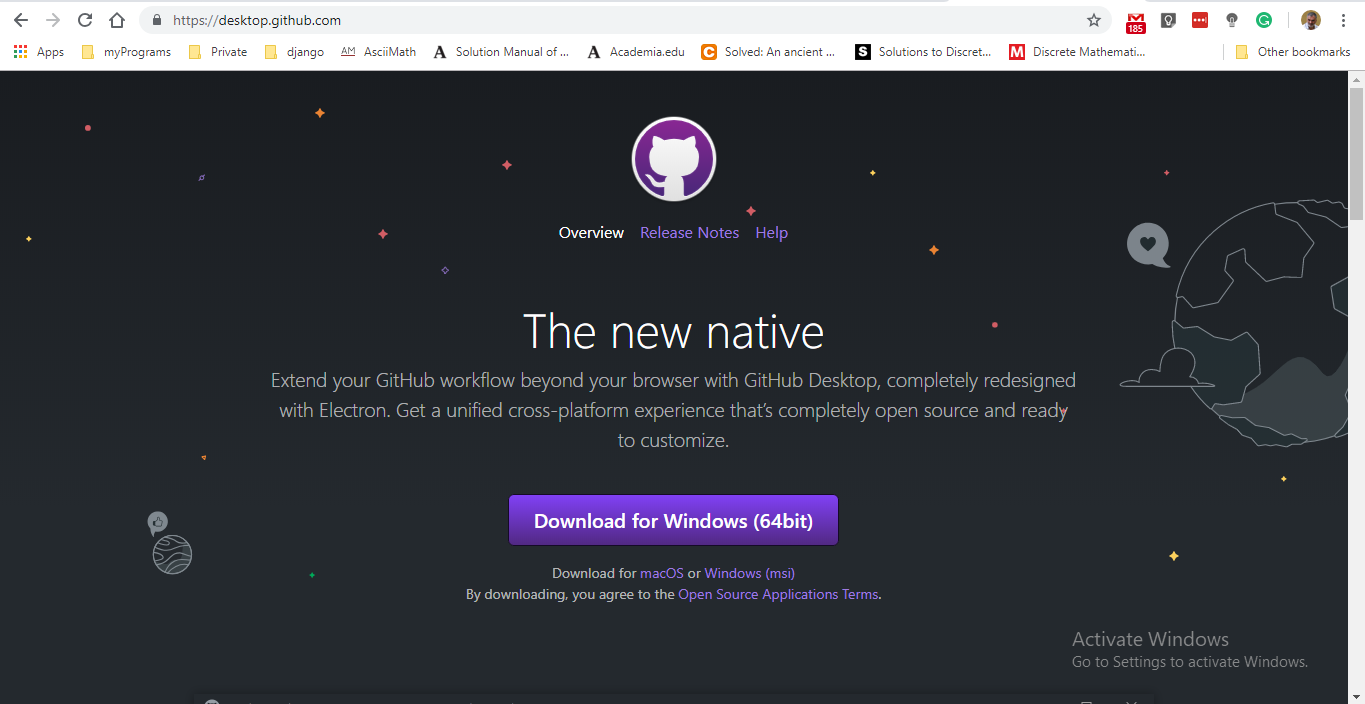 https://desktop.github.com
185
Apps myPrograms Private django AM AsciiMath A Solution Manual of ... A Academia.edu C Solved: An ancient ... S Solutions to Discret... M Discrete Mathemati... Other bookmarks
Overview Release Notes Help
The new native
Extend your GitHub workflow beyond your browser with GitHub Desktop, completely redesigned
with Electron. Get a unified cross-platform experience that's completely open source and ready
to customize.
Download for Windows (64bit)
Download for macOS or Windows (msi)
By downloading, you agree to the Open Source Applications Terms.
Activate Windows
Go to Settings to activate Windows.